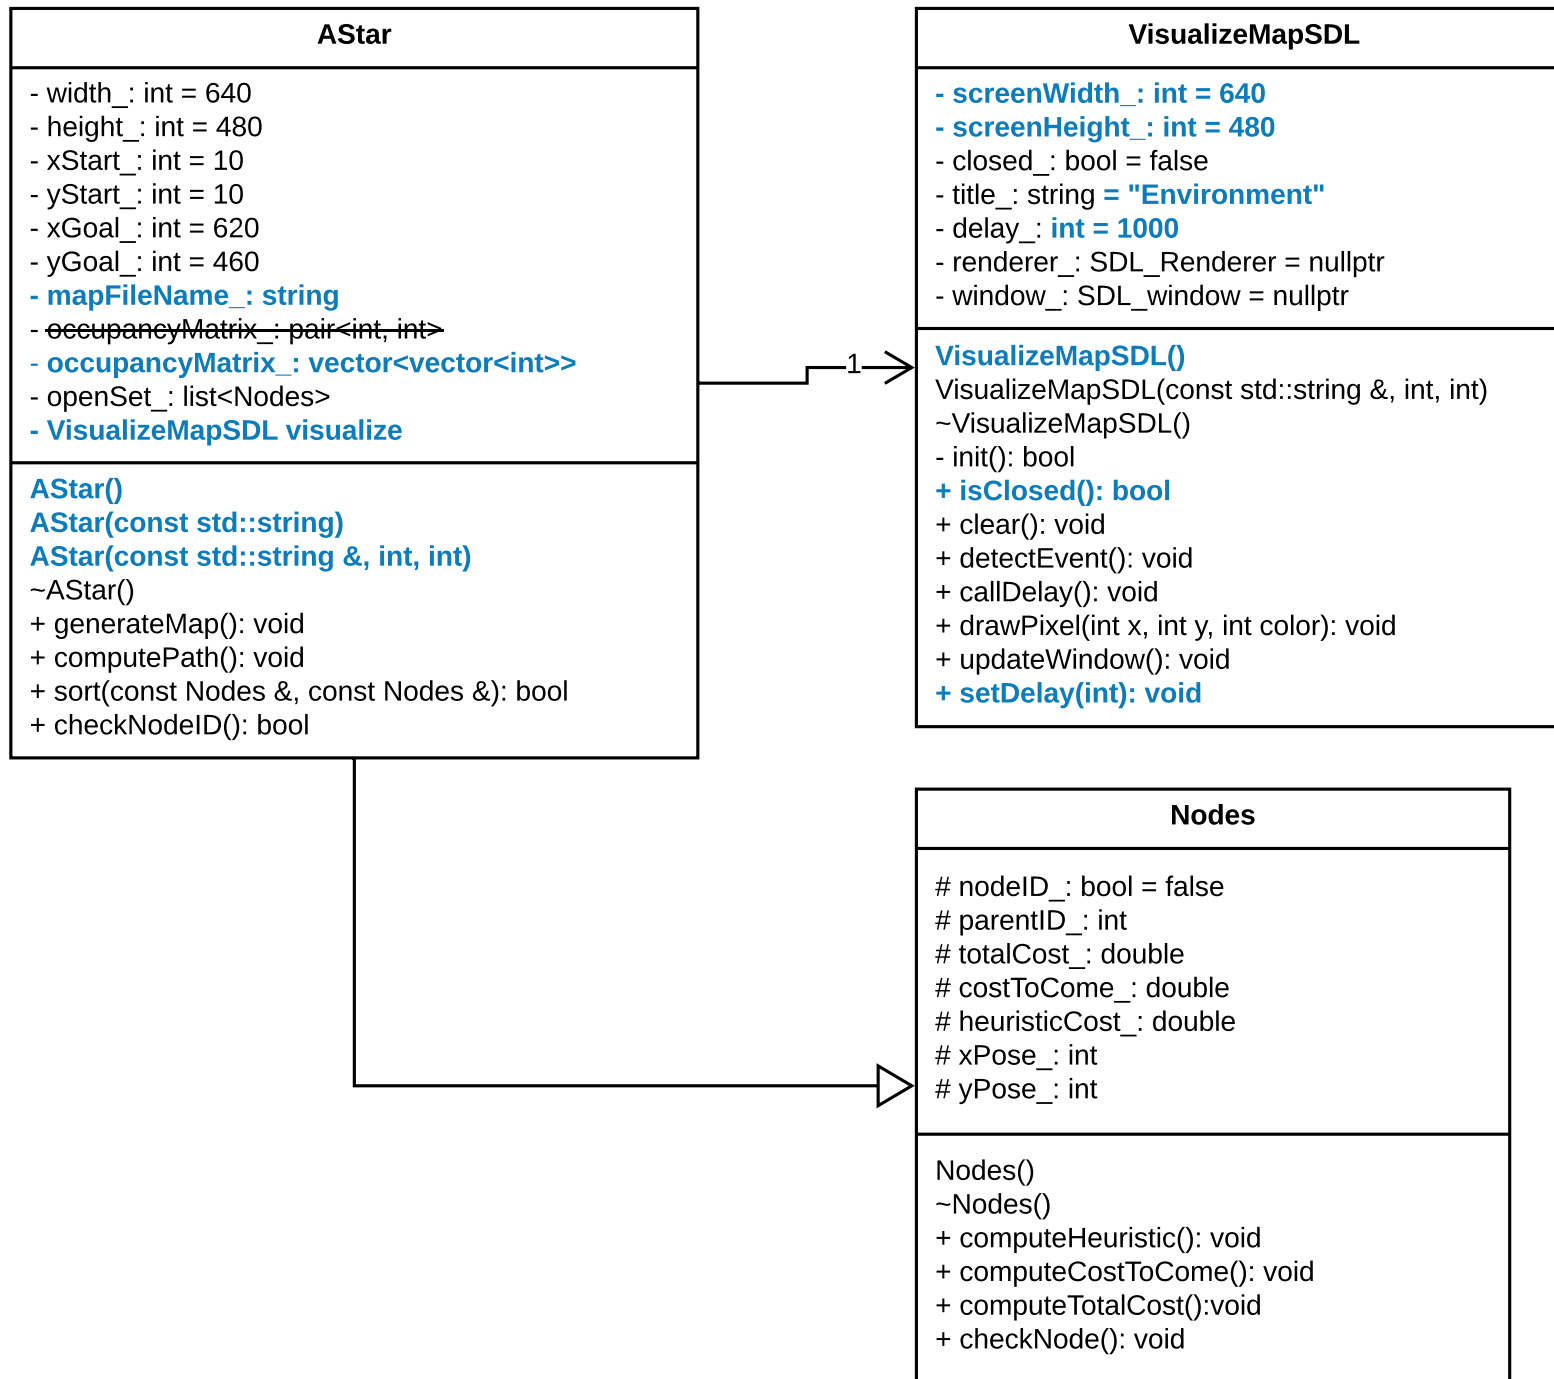 AStar
- width_: int = 640
- height_: int = 480
- xStart_: int = 10
- yStart_: int = 10
- xGoal_: int = 620
- yGoal_: int = 460
- mapFileName_: string
- occupancyMatrix_: pair<int, int>
- occupancyMatrix_: vector<vector<int>>
- openSet_: list<Nodes>
- VisualizeMapSDL visualize
AStar()
AStar(const std::string)
AStar(const std::string &, int, int)
~AStar()
+ generateMap(): void
+ computePath(): void
+ sort(const Nodes &, const Nodes &): bool
+ checkNodeID(): bool
1
VisualizeMapSDL
- screenWidth_: int = 640
- screenHeight_: int = 480
- closed_: bool = false
- title_: string = "Environment"
- delay_: int = 1000
- renderer_: SDL_Renderer = nullptr
- window_: SDL_window = nullptr
VisualizeMapSDL()
VisualizeMapSDL(const std::string &, int, int)
~VisualizeMapSDL()
- init(): bool
+ isClosed(): bool
+ clear(): void
+ detectEvent(): void
+ callDelay(): void
+ drawPixel(int x, int y, int color): void
+ updateWindow(): void
+ setDelay(int): void
Nodes
# nodeID_: bool = false
# parentID_: int
# totalCost_: double
# costToCome_: double
# heuristicCost_: double
# xPose_: int
# yPose_: int
Nodes()
~Nodes()
+ computeHeuristic(): void
+ computeCostToCome(): void
+ computeTotalCost():void
+ checkNode(): void